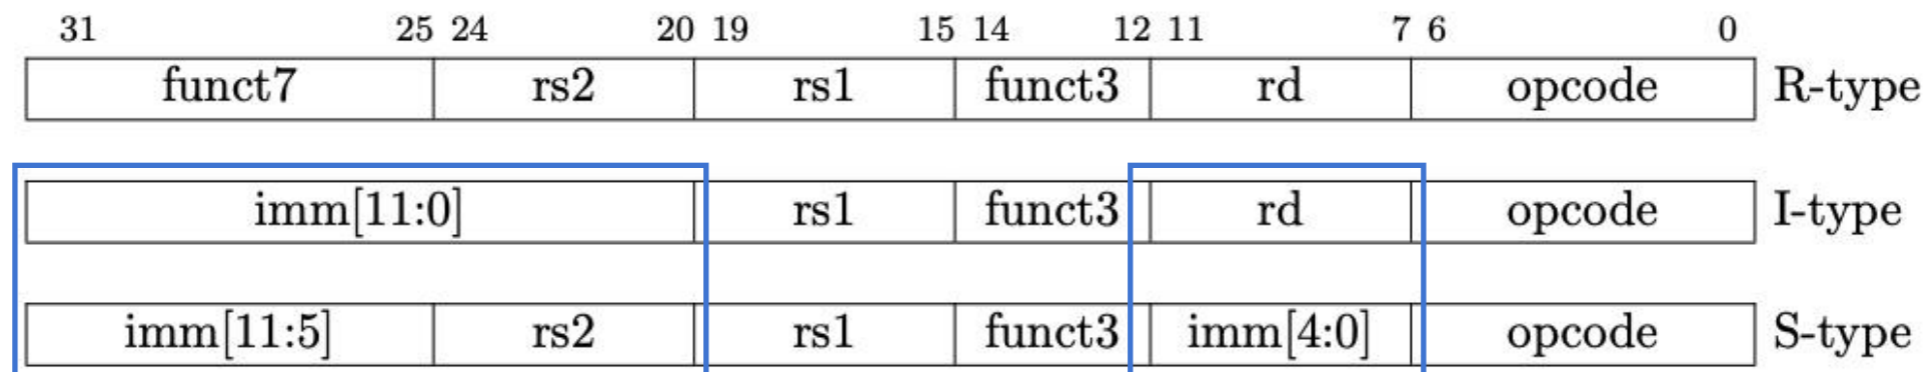 31 25 24 20 19 15 14 12 11 7 6 0
funct7 rs2 rs1 funct3 rd opcode R-type
imm[11:0] rs1 funct3 rd opcode I-type
imm[11:5] rs2 rs1 funct3 imm[4:0] opcode S-type